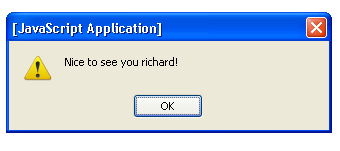 [JavaScript Application]
Nice to see you richard!
OK